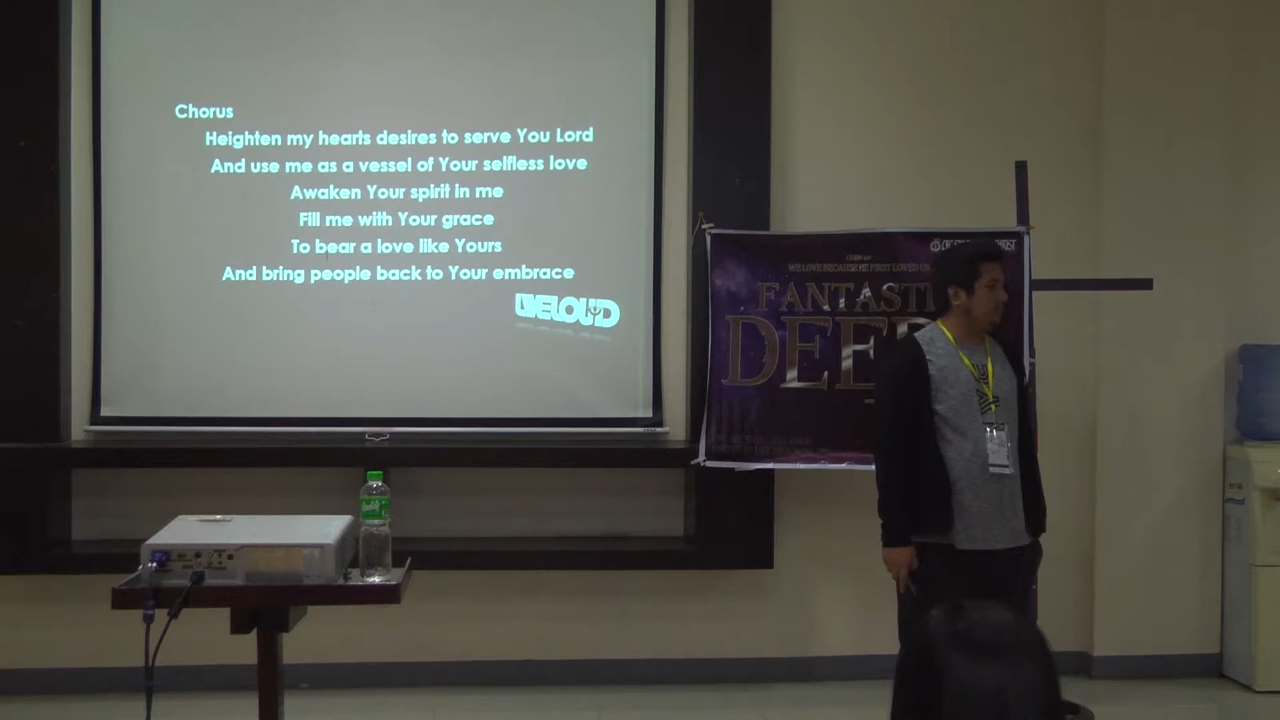 Chorus
Heighten my hearts desires to serve You Lord
And use me as a vessel of Your selfless love
Awaken Your spirit in me
Fill me with Your grace
To bear a love like Yours
And bring people back to Your embrace
LIVELOUD
WE LOVE BECAUSE HE FIRST LOVED US
FANTASTI
DEE